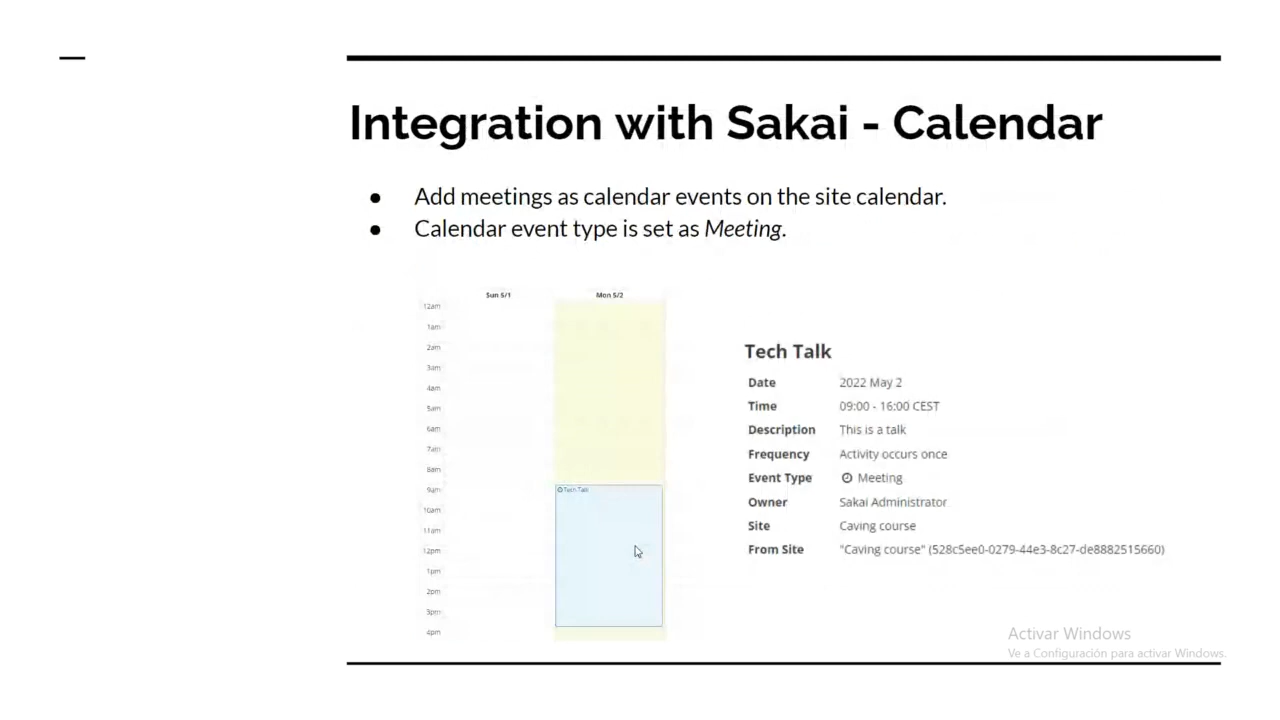 Integration with Sakai - Calendar
● Add meetings as calendar events on the site calendar.
● Calendar event type is set as Meeting.
Sun 5/1 Mon 5/2
12am
1am
2am
3am
4am
5am
6am
7am
8am
9am
Tech Talk
10am
11am
12pm
1pm
2pm
3pm
4pm
Tech Talk
Date 2022 May 2
Time 09:00 - 16:00 CEST
Description This is a talk
Frequency Activity occurs once
Event Type Meeting
Owner Sakai Administrator
Site Caving course
From Site "Caving course" (528c5ee0-0279-44e3-8c27-de8882515660)
Activar Windows
Ve a Configuración para activar Windows.